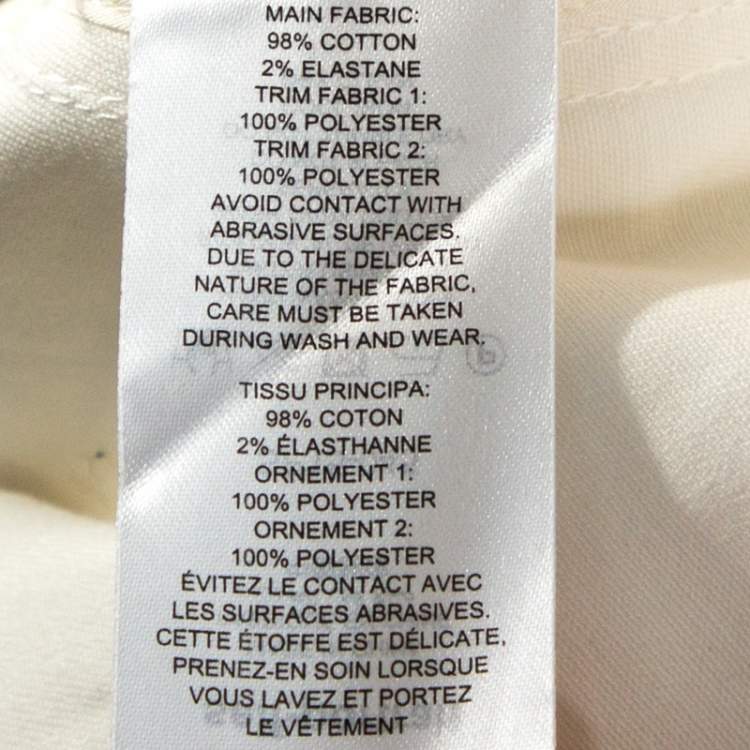 MAIN FABRIC:
98% COTTON
2% ELASTANE
TRIM FABRIC 1:
100% POLYESTER
TRIM FABRIC 2:
100% POLYESTER
AVOID CONTACT WITH
ABRASIVE SURFACES.
DUE TO THE DELICATE
NATURE OF THE FABRIC,
CARE MUST BE TAKEN
DURING WASH AND WEAR.
TISSU PRINCIPA:
98% COTON
2% ÉLASTHANNE
ORNEMENT 1:
100% POLYESTER
ORNEMENT 2:
100% POLYESTER
ÉVITEZ LE CONTACT AVEC
LES SURFACES ABRASIVES.
CETTE ÉTOFFE EST DÉLICATE,
PRENEZ-EN SOIN LORSQUE
VOUS LAVEZ ET PORTEZ
LE VÊTEMENT